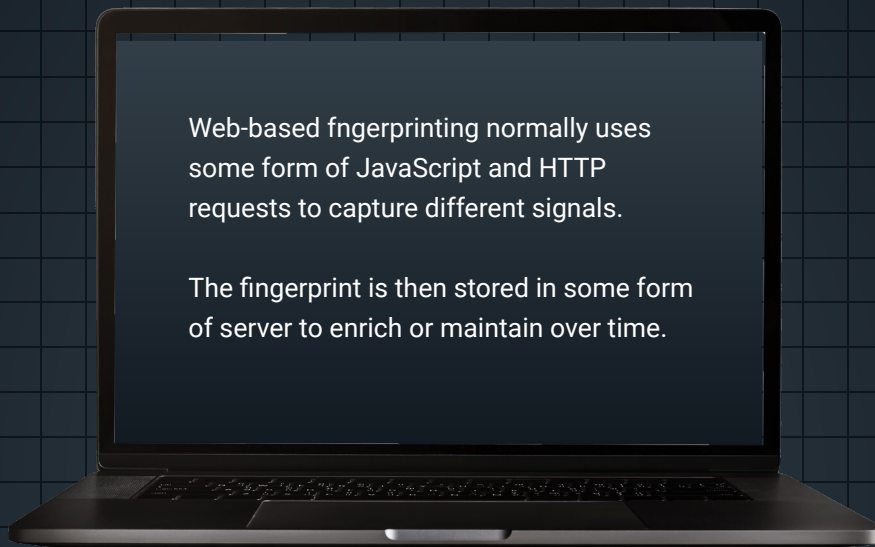 Web-based fngerprinting normally uses
some form of JavaScript and HTTP
requests to capture different signals.
The fingerprint is then stored in some form
of server to enrich or maintain over time.